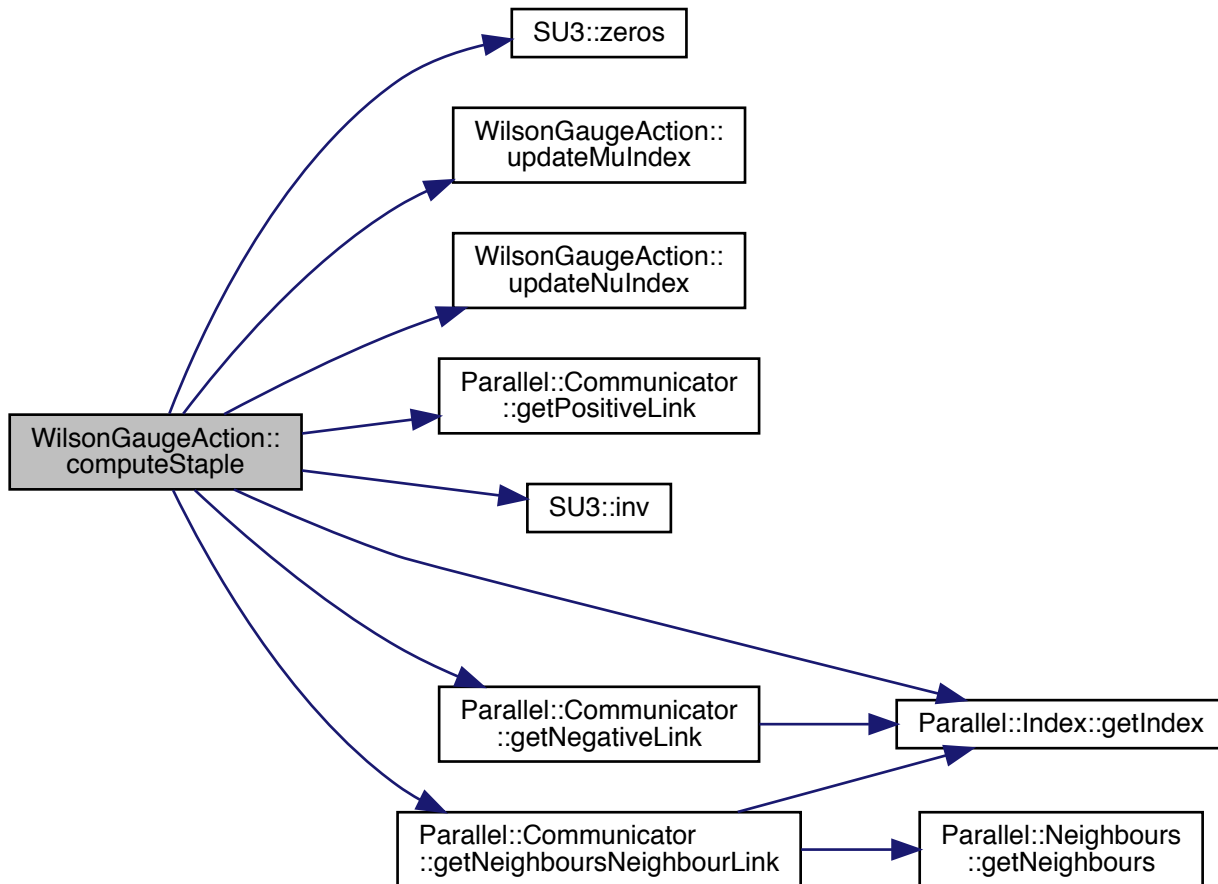 SU3::zeros
WilsonGaugeAction::
updateMuIndex
WilsonGaugeAction::
updateNuIndex
Parallel::Communicator
::getPositiveLink
WilsonGaugeAction::
computeStaple
SU3::inv
Parallel::Communicator
::getNegativeLink
Parallel::Index::getIndex
Parallel::Communicator
::getNeighboursNeighbourLink
Parallel::Neighbours
::getNeighbours